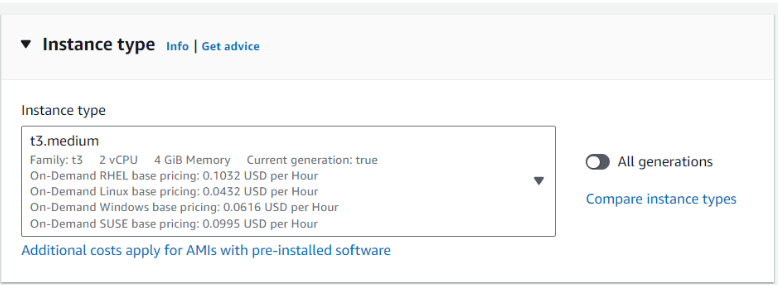 Instance type Info | Get advice
Instance type
t3.medium
Family: t3 2 vCPU 4 GiB Memory Current generation: true
On-Demand RHEL base pricing: 0.1032 USD per Hour
On-Demand Linux base pricing: 0.0432 USD per Hour
On-Demand Windows base pricing: 0.0616 USD per Hour
On-Demand SUSE base pricing: 0.0995 USD per Hour
All generations
Compare instance types
Additional costs apply for AMIs with pre-installed software